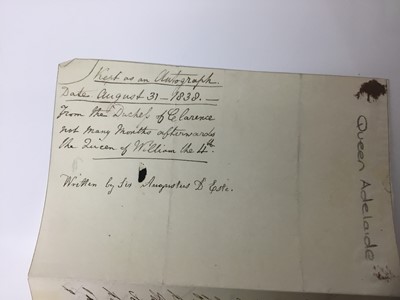 Kept as an Autograph
Date August 31 - 1838. -
From the Duchess of Clarence
not many Months afterwards
the Queen of William the 4th.
Written by Sir Augustus D'Este.
Queen Adelaide